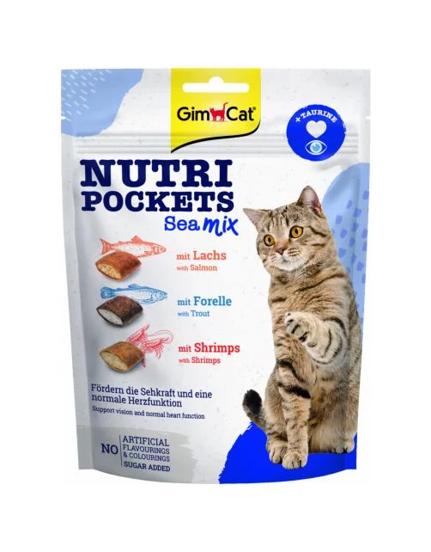 GimCat®
+ TAURINE
NUTRI
POCKETS
Sea mix
mit Lachs
with Salmon
mit Forelle
with Trout
mit Shrimps
with Shrimps
Fördern die Sehkraft und eine
normale Herzfunktion
Support vision and normal heart function
NO ARTIFICIAL
FLAVOURINGS
& COLOURINGS
SUGAR ADDED